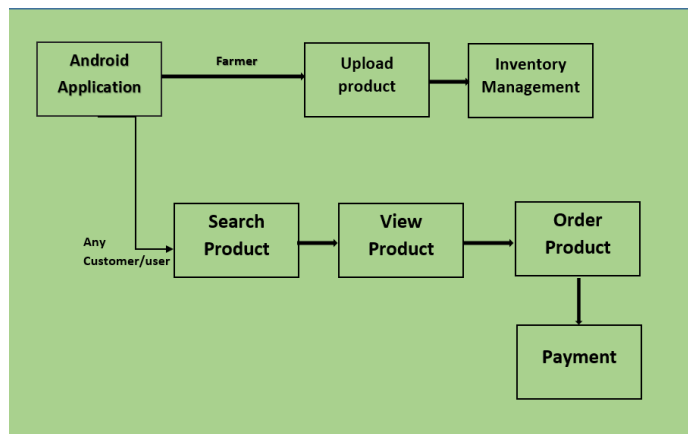 Android
Application
Farmer
Upload
product
Inventory
Management
Any
Customer/user
Search
Product
View
Product
Order
Product
Payment